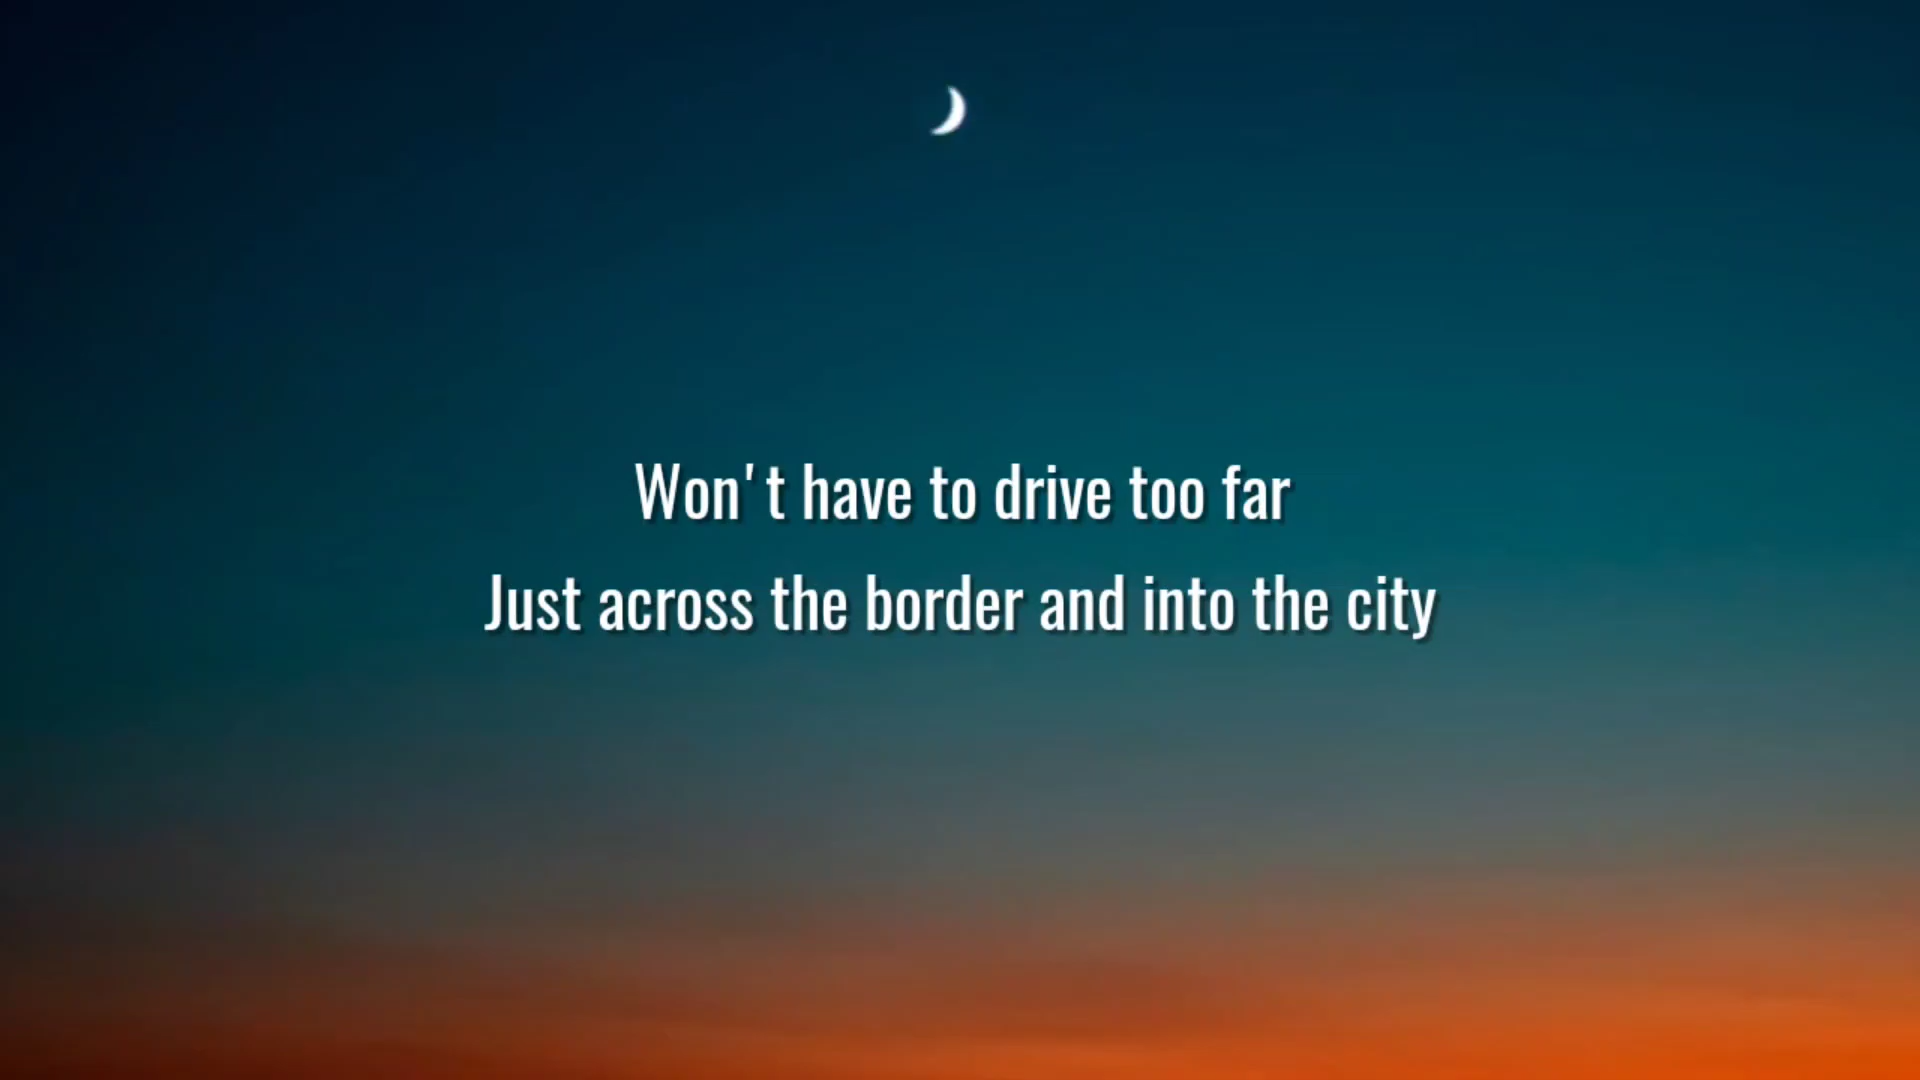 Won't have to drive too far
Just across the border and into the city